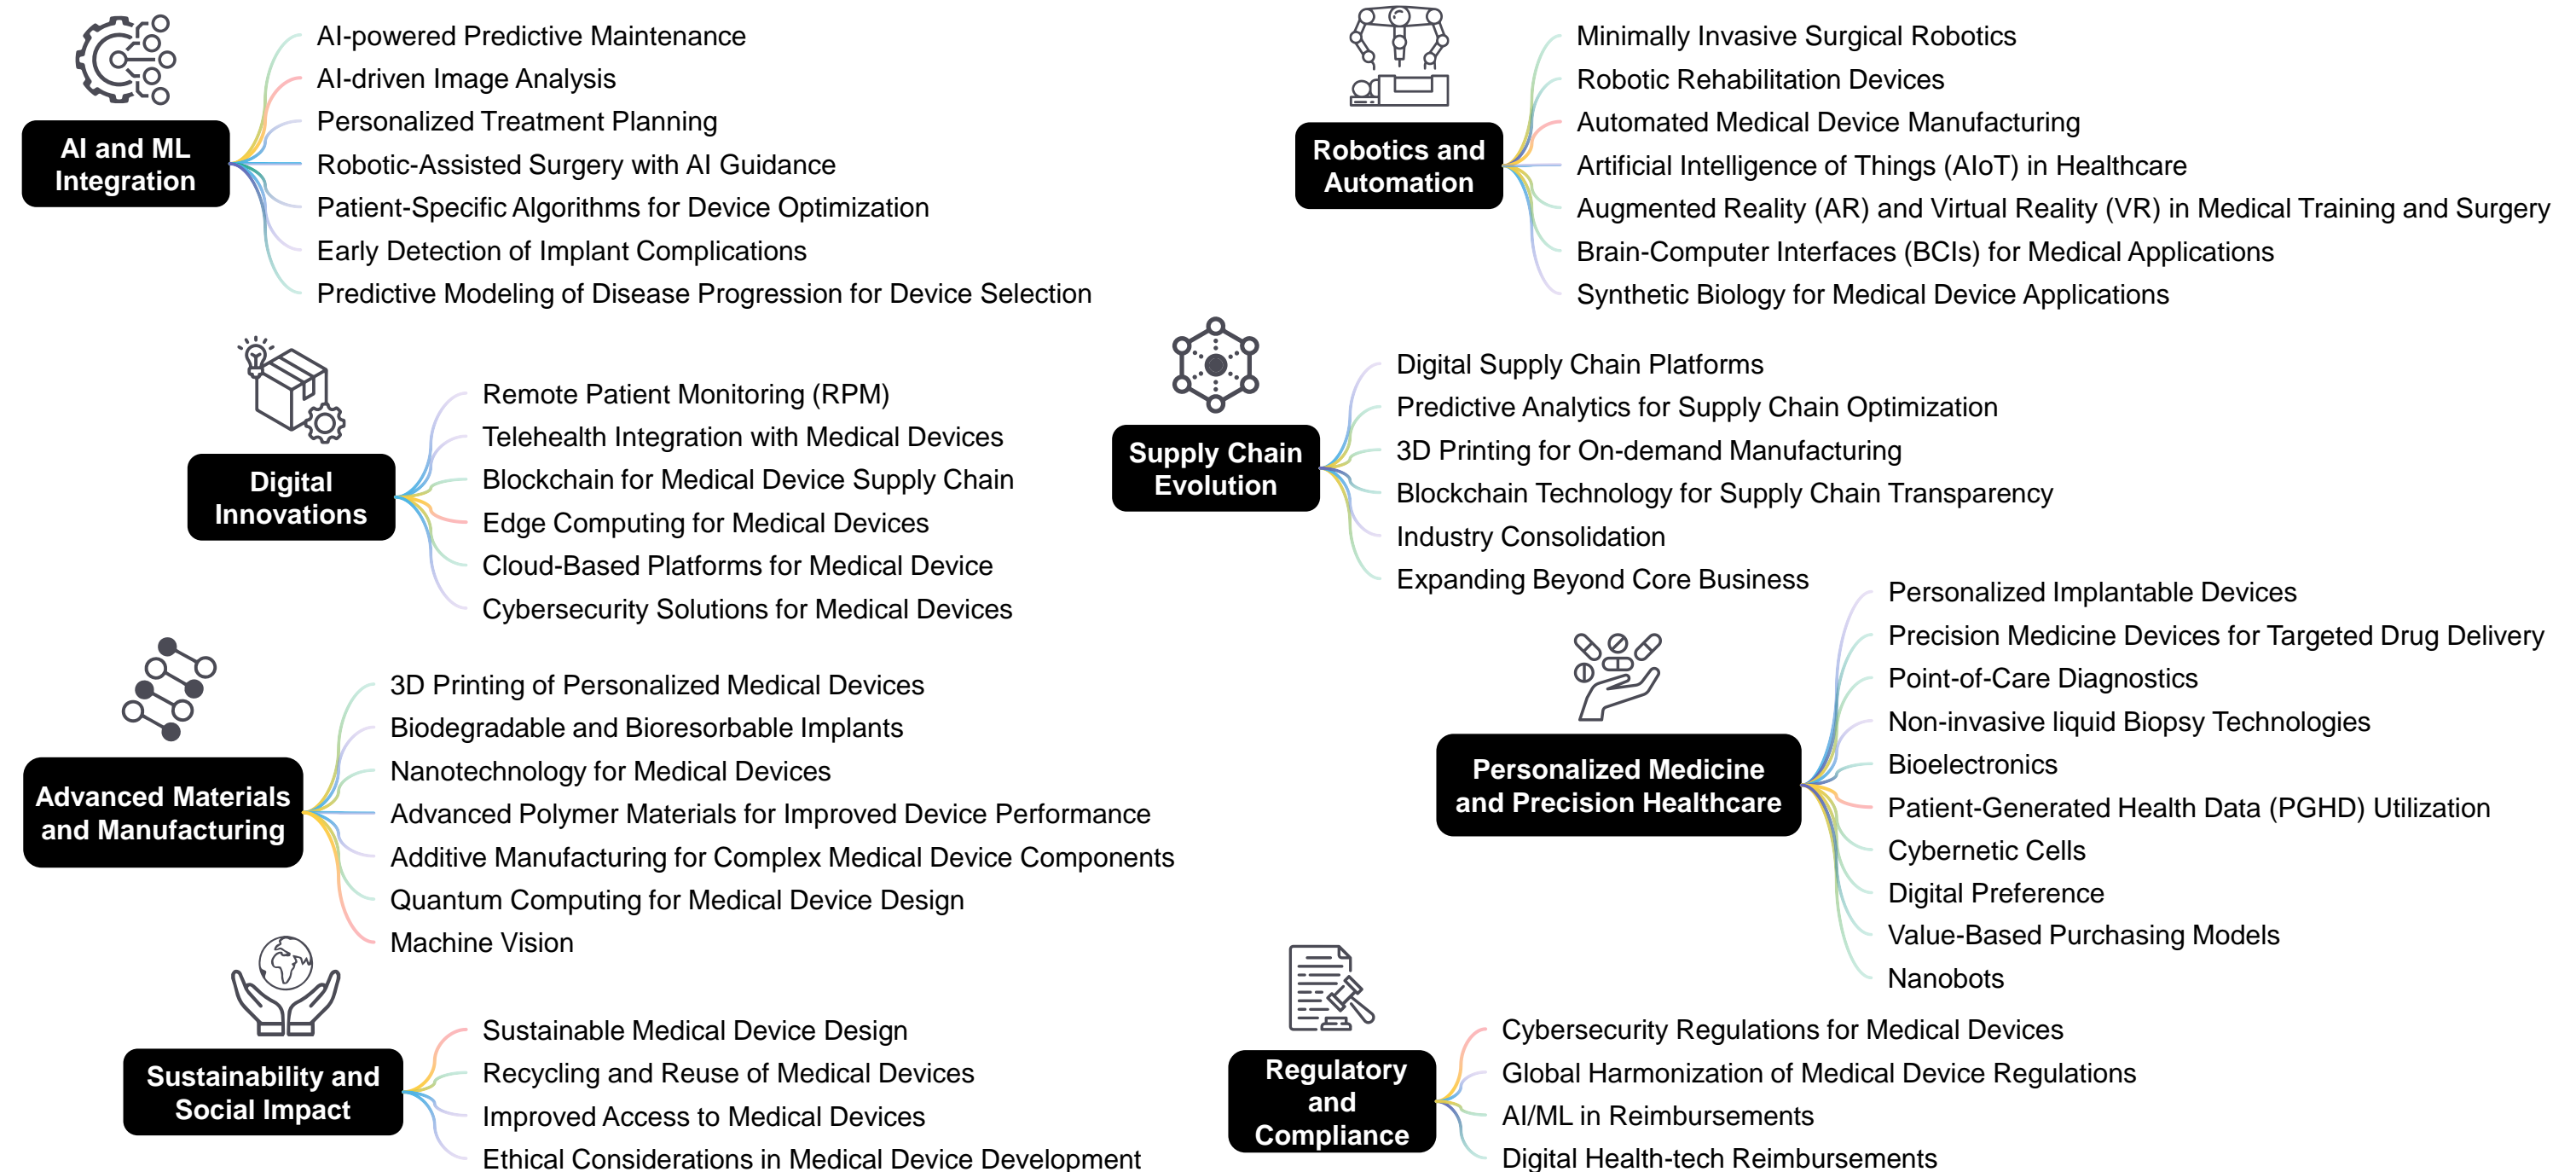 AI and ML
Integration
AI-powered Predictive Maintenance
AI-driven Image Analysis
Personalized Treatment Planning
Robotic-Assisted Surgery with AI Guidance
Patient-Specific Algorithms for Device Optimization
Early Detection of Implant Complications
Predictive Modeling of Disease Progression for Device Selection
Robotics and
Automation
Minimally Invasive Surgical Robotics
Robotic Rehabilitation Devices
Automated Medical Device Manufacturing
Artificial Intelligence of Things (AIoT) in Healthcare
Augmented Reality (AR) and Virtual Reality (VR) in Medical Training and Surgery
Brain-Computer Interfaces (BCIs) for Medical Applications
Synthetic Biology for Medical Device Applications
Digital
Innovations
Remote Patient Monitoring (RPM)
Telehealth Integration with Medical Devices
Blockchain for Medical Device Supply Chain
Edge Computing for Medical Devices
Cloud-Based Platforms for Medical Device
Cybersecurity Solutions for Medical Devices
Supply Chain
Evolution
Digital Supply Chain Platforms
Predictive Analytics for Supply Chain Optimization
3D Printing for On-demand Manufacturing
Blockchain Technology for Supply Chain Transparency
Industry Consolidation
Expanding Beyond Core Business
Advanced Materials
and Manufacturing
3D Printing of Personalized Medical Devices
Biodegradable and Bioresorbable Implants
Nanotechnology for Medical Devices
Advanced Polymer Materials for Improved Device Performance
Additive Manufacturing for Complex Medical Device Components
Quantum Computing for Medical Device Design
Machine Vision
Personalized Medicine
and Precision Healthcare
Personalized Implantable Devices
Precision Medicine Devices for Targeted Drug Delivery
Point-of-Care Diagnostics
Non-invasive liquid Biopsy Technologies
Bioelectronics
Patient-Generated Health Data (PGHD) Utilization
Cybernetic Cells
Digital Preference
Value-Based Purchasing Models
Nanobots
Sustainability and
Social Impact
Sustainable Medical Device Design
Recycling and Reuse of Medical Devices
Improved Access to Medical Devices
Ethical Considerations in Medical Device Development
Regulatory
and
Compliance
Cybersecurity Regulations for Medical Devices
Global Harmonization of Medical Device Regulations
AI/ML in Reimbursements
Digital Health-tech Reimbursements